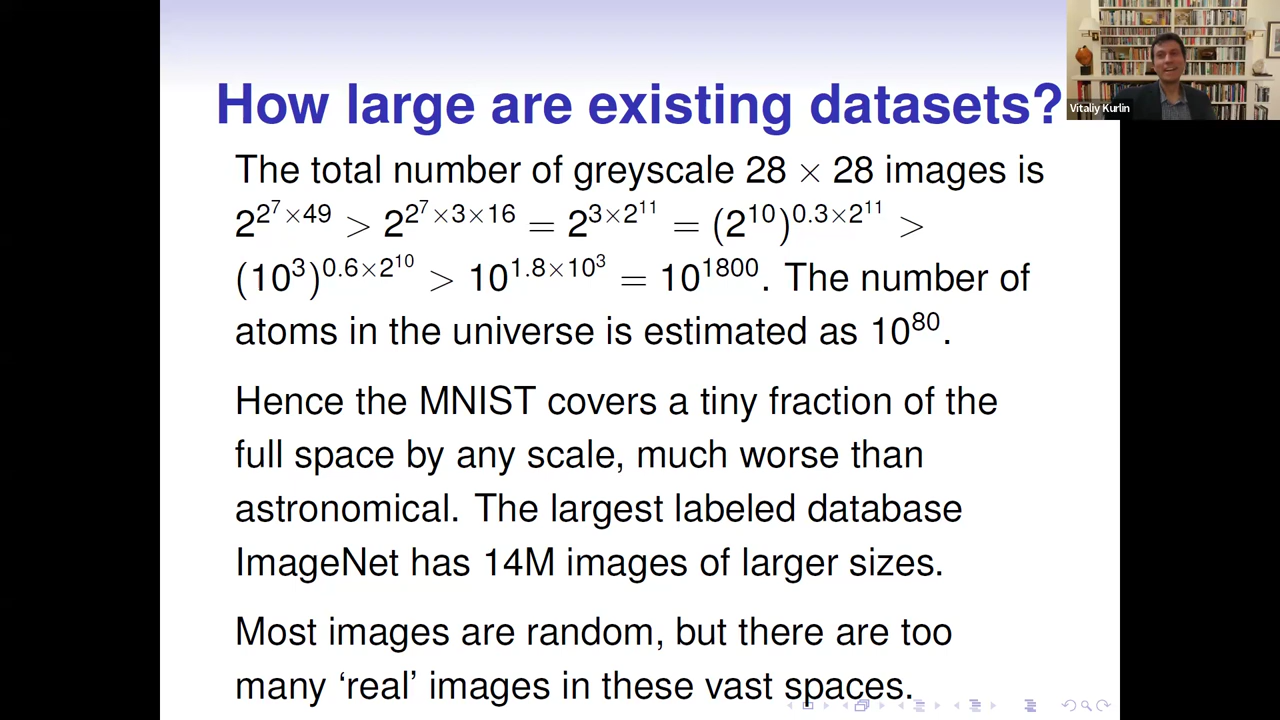 How large are existing datasets?
Vitaliy Kurlin
The total number of greyscale 28 × 28 images is
2^{2^7×49} > 2^{2^7×3×16} = 2^{3×2^{11}} = (2^{10})^{0.3×2^{11}} >
(10^3)^{0.6×2^{10}} > 10^{1.8×10^3} = 10^{1800}. The number of
atoms in the universe is estimated as 10^{80}.
Hence the MNIST covers a tiny fraction of the
full space by any scale, much worse than
astronomical. The largest labeled database
ImageNet has 14M images of larger sizes.
Most images are random, but there are too
many ‘real’ images in these vast spaces.